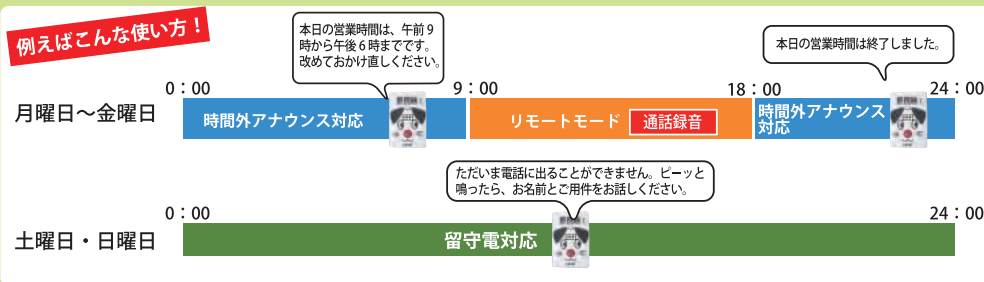 例えばこんな使い方！
本日の営業時間は、午前9
時から午後6時までです。
改めておかけ直しください。
本日の営業時間は終了しました。
0：00
9：00
18：00
24：00
月曜日～金曜日
時間外アナウンス対応
リモートモード
通話録音
時間外アナウンス
対応
ただいま電話に出ることができません。ピーッと
鳴ったら、お名前とご用件をお話しください。
0：00
24：00
土曜日・日曜日
留守電対応